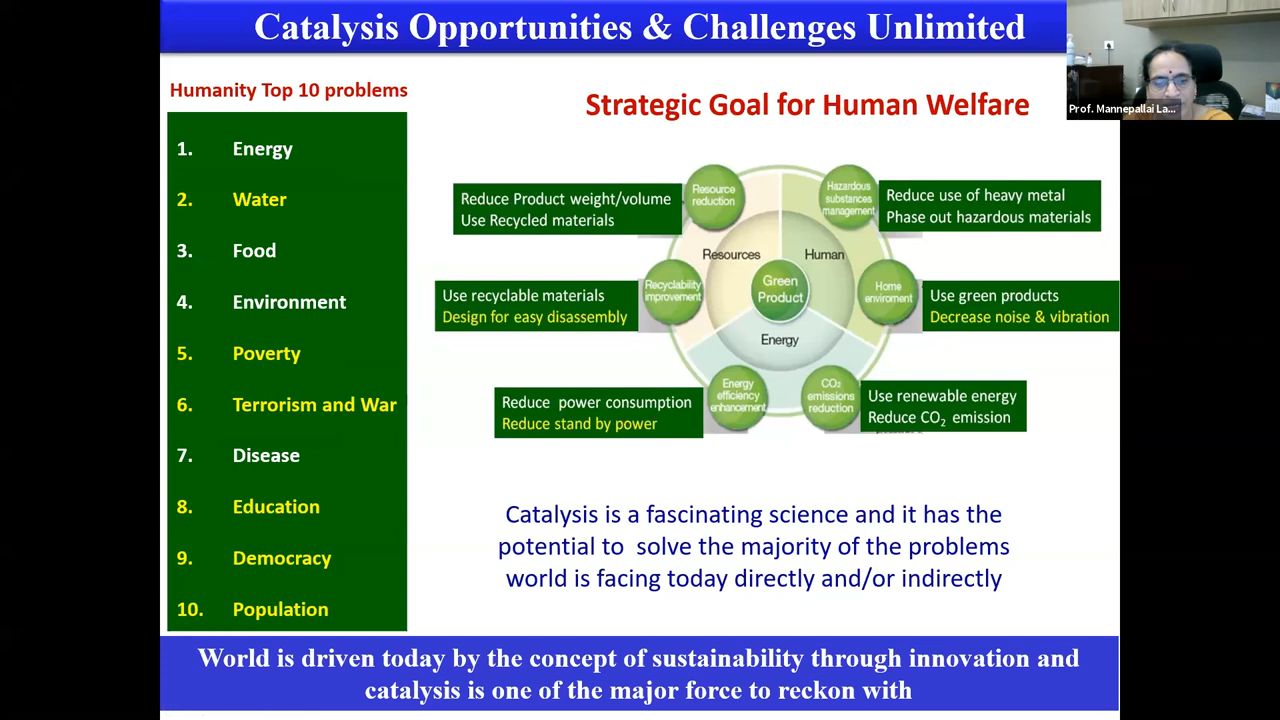 Catalysis Opportunities & Challenges Unlimited
Prof. Mannepallai La...
Humanity Top 10 problems
1. Energy
2. Water
3. Food
4. Environment
5. Poverty
6. Terrorism and War
7. Disease
8. Education
9. Democracy
10. Population
Strategic Goal for Human Welfare
Reduce Product weight/volume
Use Recycled materials
Resource
reduction
Hazardous
substances
management
Reduce use of heavy metal
Phase out hazardous materials
Resources
Human
Use recyclable materials
Design for easy disassembly
Recyclability
improvement
Green
Product
Home
enviroment
Use green products
Decrease noise & vibration
Energy
Reduce power consumption
Reduce stand by power
Energy
efficiency
enhancement
CO₂
emissions
reduction
Use renewable energy
Reduce CO₂ emission
Catalysis is a fascinating science and it has the
potential to solve the majority of the problems
world is facing today directly and/or indirectly
World is driven today by the concept of sustainability through innovation and
catalysis is one of the major force to reckon with